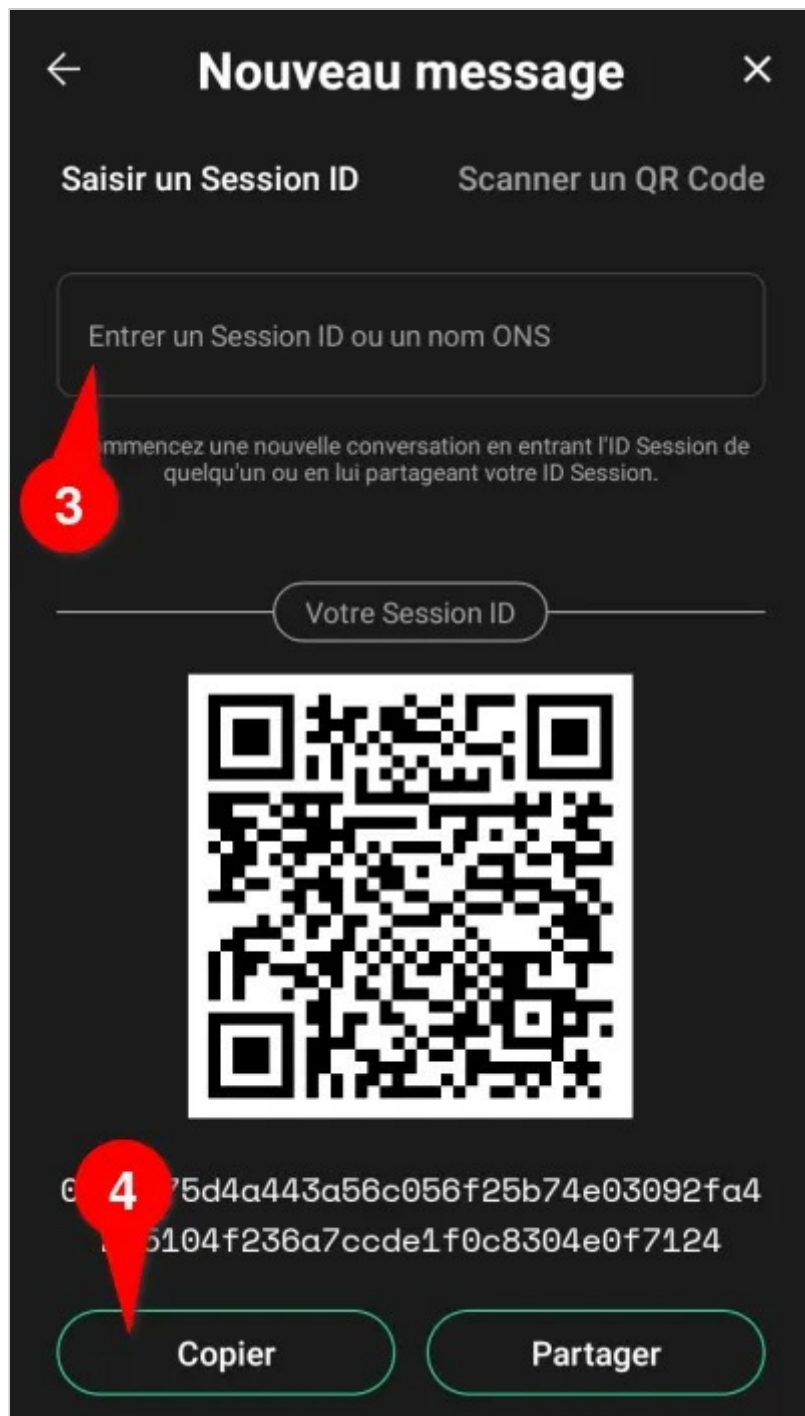 Nouveau message
Saisir un Session ID
Scanner un QR Code
Entrer un Session ID ou un nom ONS
ommencez une nouvelle conversation en entrant l'ID Session de
quelqu'un ou en lui partageant votre ID Session.
3
Votre Session ID
4
75d4a443a56c056f25b74e03092fa4
5104f236a7ccde1f0c8304e0f7124
Copier
Partager